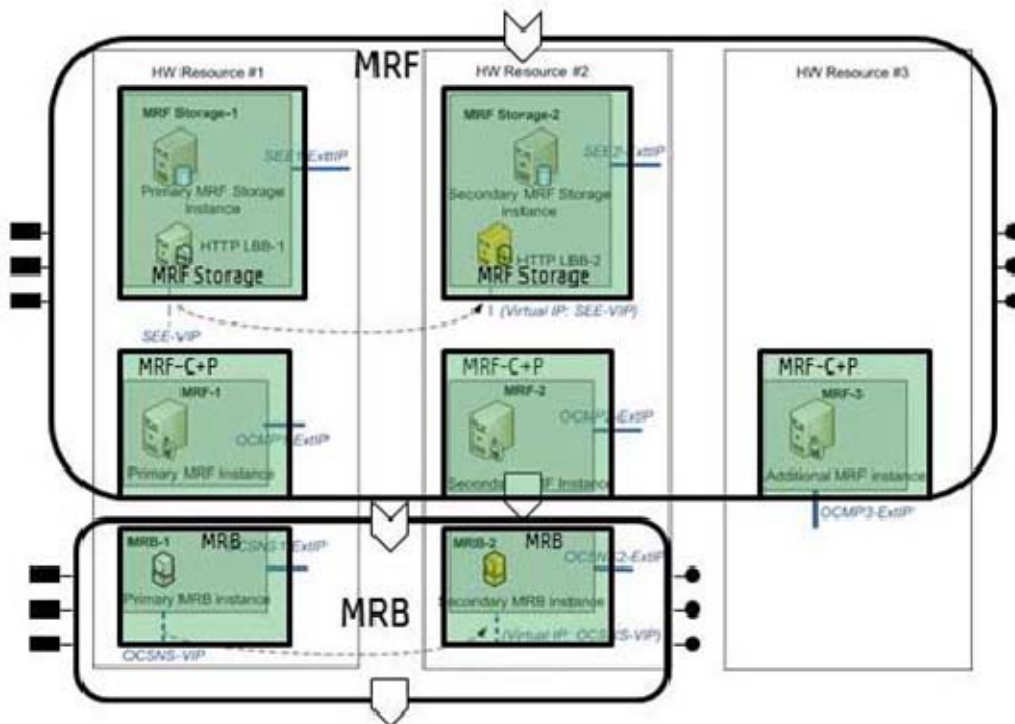 MRF
HW Resource #1
HW Resource #2
HW Resource #3
MRF Storage-1
SEE1-ExtIP
Primary MRF Storage
Instance
HTTP LBB-1
MRF Storage
SEE-VIP
MRF Storage-2
SEE2-ExtIP
Secondary MRF Storage
Instance
HTTP LBB-2
MRF Storage
(Virtual IP: SEE-VIP)
MRF-C+P
MRF-1
OCMP1-ExtIP
Primary MRF Instance
MRF-C+P
MRF-2
OCMP2-ExtIP
MRF-C+P
MRF-3
Additional MRF instance
OCMP3-ExtIP
MRB
MRB-1
MRB
OCSNS1-ExtIP
Primary MRB instance
OCSNS-VIP
MRB-2
MRB
OCSNS2-ExtIP
Secondary MRB instance
(Virtual IP: OCSNS-VIP)